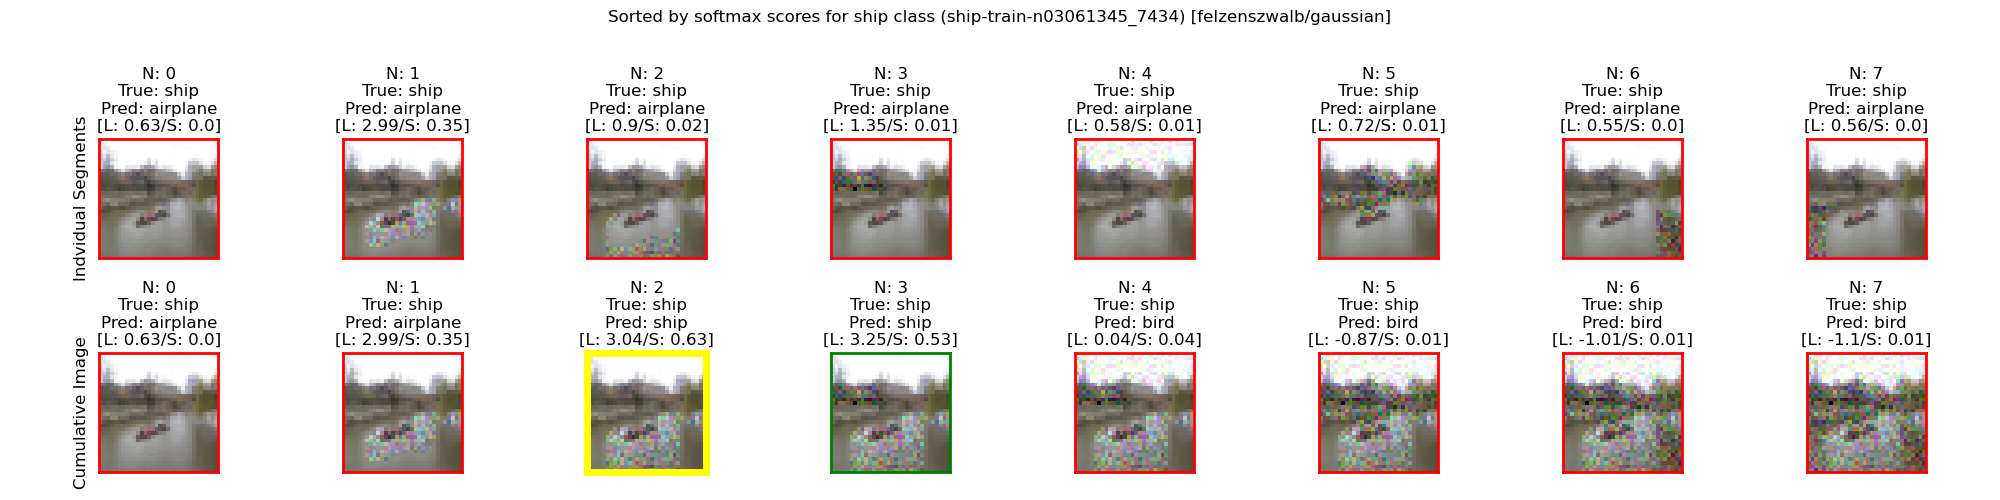 Sorted by softmax scores for ship class (ship-train-n03061345_7434) [felzenszwalb/gaussian]
Indvidual Segments
N: 0
True: ship
Pred: airplane
[L: 0.63/S: 0.0]
N: 1
True: ship
Pred: airplane
[L: 2.99/S: 0.35]
N: 2
True: ship
Pred: airplane
[L: 0.9/S: 0.02]
N: 3
True: ship
Pred: airplane
[L: 1.35/S: 0.01]
N: 4
True: ship
Pred: airplane
[L: 0.58/S: 0.01]
N: 5
True: ship
Pred: airplane
[L: 0.72/S: 0.01]
N: 6
True: ship
Pred: airplane
[L: 0.55/S: 0.0]
N: 7
True: ship
Pred: airplane
[L: 0.56/S: 0.0]
Cumulative Image
N: 0
True: ship
Pred: airplane
[L: 0.63/S: 0.0]
N: 1
True: ship
Pred: airplane
[L: 2.99/S: 0.35]
N: 2
True: ship
Pred: ship
[L: 3.04/S: 0.63]
N: 3
True: ship
Pred: ship
[L: 3.25/S: 0.53]
N: 4
True: ship
Pred: bird
[L: 0.04/S: 0.04]
N: 5
True: ship
Pred: bird
[L: -0.87/S: 0.01]
N: 6
True: ship
Pred: bird
[L: -1.01/S: 0.01]
N: 7
True: ship
Pred: bird
[L: -1.1/S: 0.01]